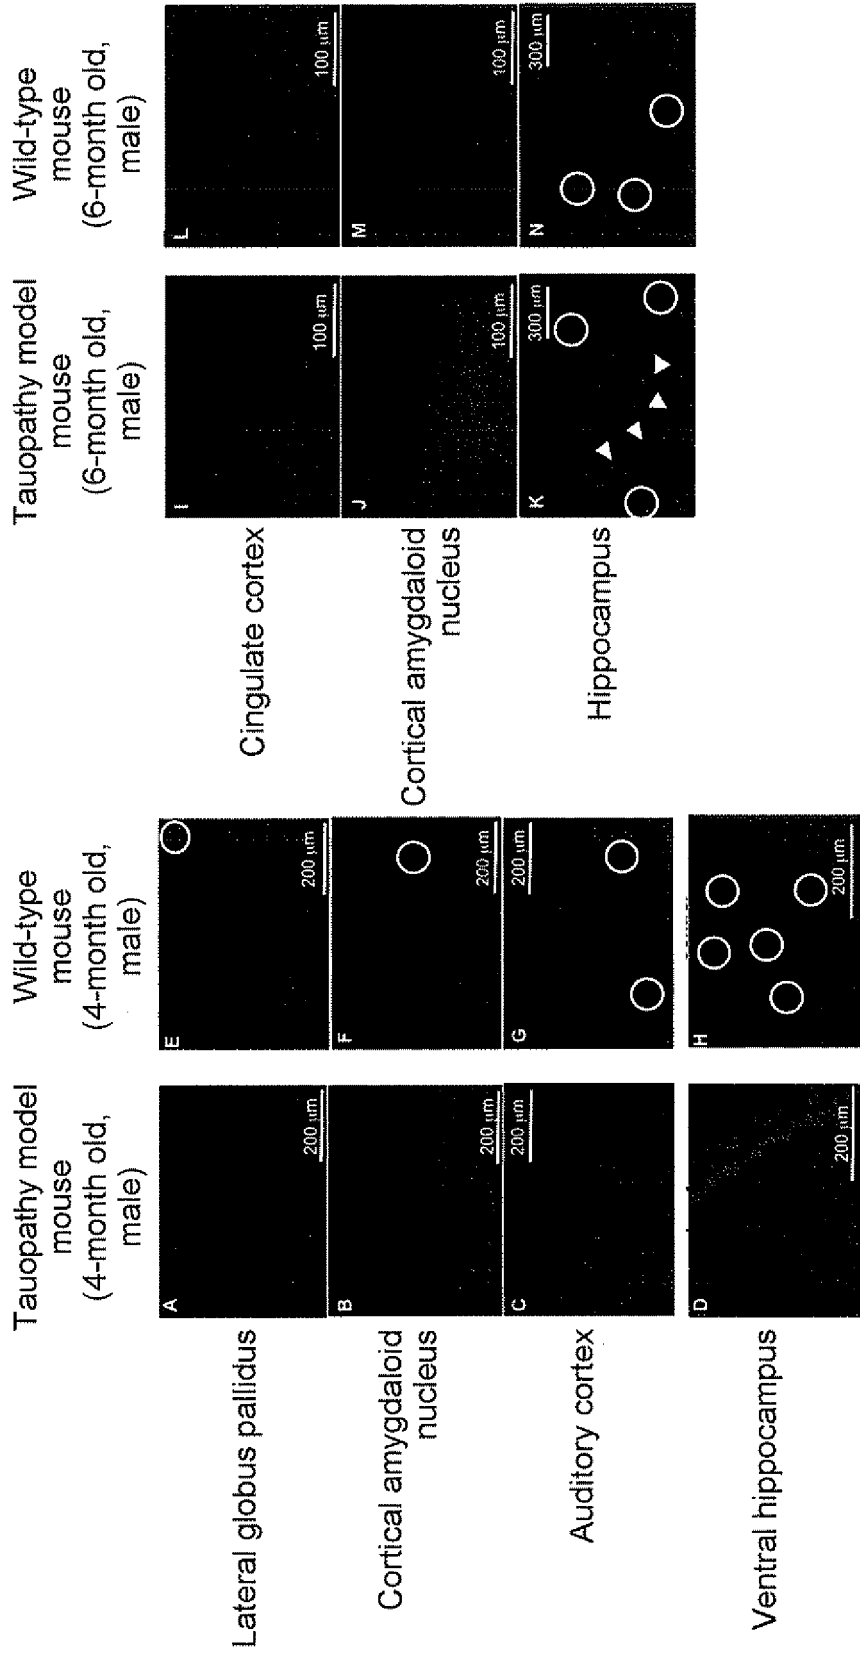 Tauopathy model
mouse
(4-month old,
male)
Wild-type
mouse
(4-month old,
male)
Tauopathy model
mouse
(6-month old,
male)
Wild-type
mouse
(6-month old,
male)
Lateral globus pallidus
A
200 μm
E
200 μm
Cortical amygdaloid
nucleus
B
200 μm
F
200 μm
Auditory cortex
C
200 μm
G
200 μm
Ventral hippocampus
D
200 μm
H
200 μm
Cingulate cortex
I
100 μm
L
100 μm
Cortical amygdaloid
nucleus
J
100 μm
M
100 μm
Hippocampus
K
300 μm
N
300 μm